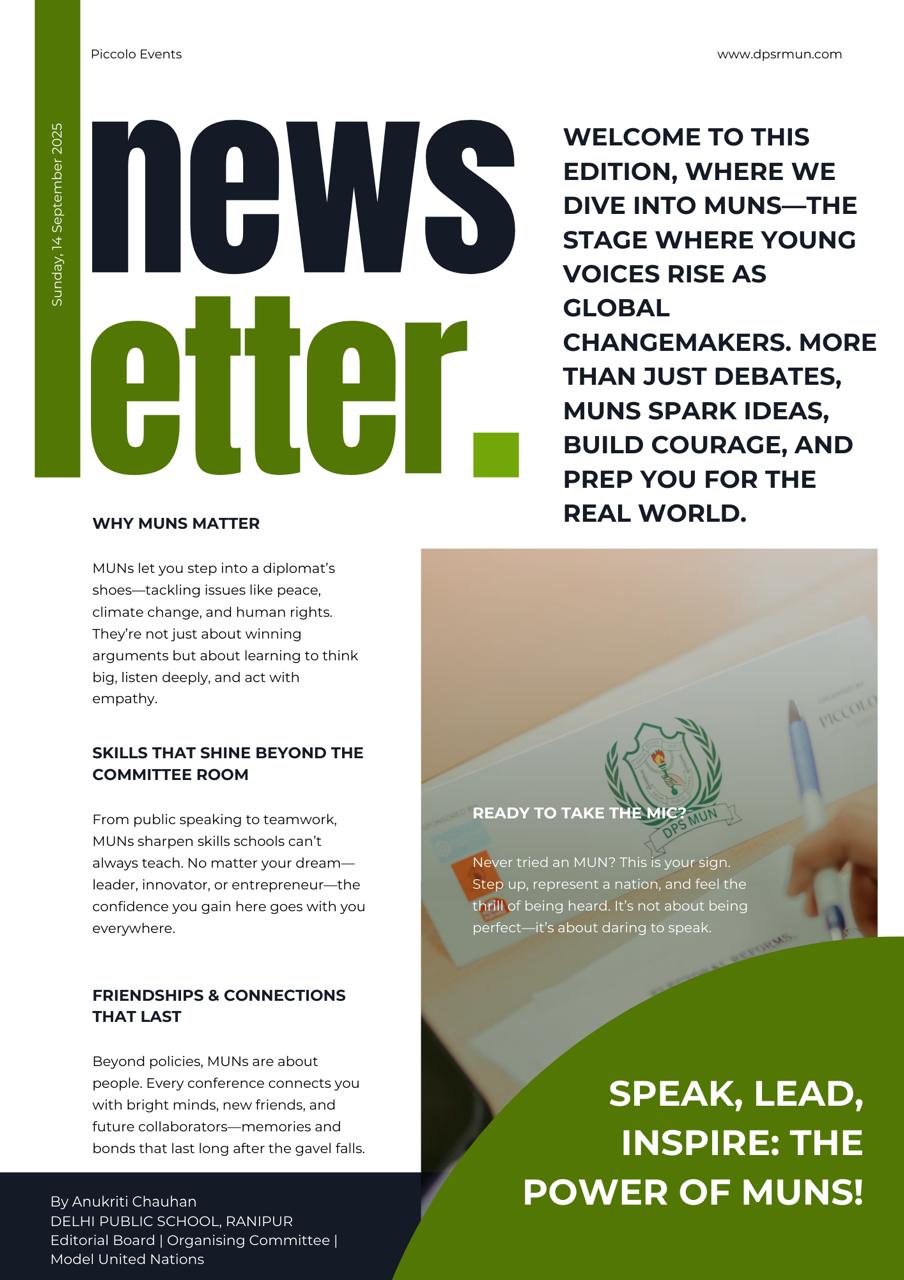 Piccolo Events
www.dpsrmun.com
Sunday, 14 September 2025
news
letter.
WELCOME TO THIS
EDITION, WHERE WE
DIVE INTO MUNS—THE
STAGE WHERE YOUNG
VOICES RISE AS
GLOBAL
CHANGEMAKERS. MORE
THAN JUST DEBATES,
MUNS SPARK IDEAS,
BUILD COURAGE, AND
PREP YOU FOR THE
REAL WORLD.
WHY MUNS MATTER
MUNs let you step into a diplomat’s
shoes—tackling issues like peace,
climate change, and human rights.
They’re not just about winning
arguments but about learning to think
big, listen deeply, and act with
empathy.
SKILLS THAT SHINE BEYOND THE
COMMITTEE ROOM
From public speaking to teamwork,
MUNs sharpen skills schools can’t
always teach. No matter your dream—
leader, innovator, or entrepreneur—the
confidence you gain here goes with you
everywhere.
FRIENDSHIPS & CONNECTIONS
THAT LAST
Beyond policies, MUNs are about
people. Every conference connects you
with bright minds, new friends, and
future collaborators—memories and
bonds that last long after the gavel falls.
PICCOLO
DPS MUN
READY TO TAKE THE MIC?
Never tried an MUN? This is your sign.
Step up, represent a nation, and feel the
thrill of being heard. It’s not about being
perfect—it’s about daring to speak.
SPEAK, LEAD,
INSPIRE: THE
POWER OF MUNS!
By Anukriti Chauhan
DELHI PUBLIC SCHOOL, RANIPUR
Editorial Board | Organising Committee |
Model United Nations